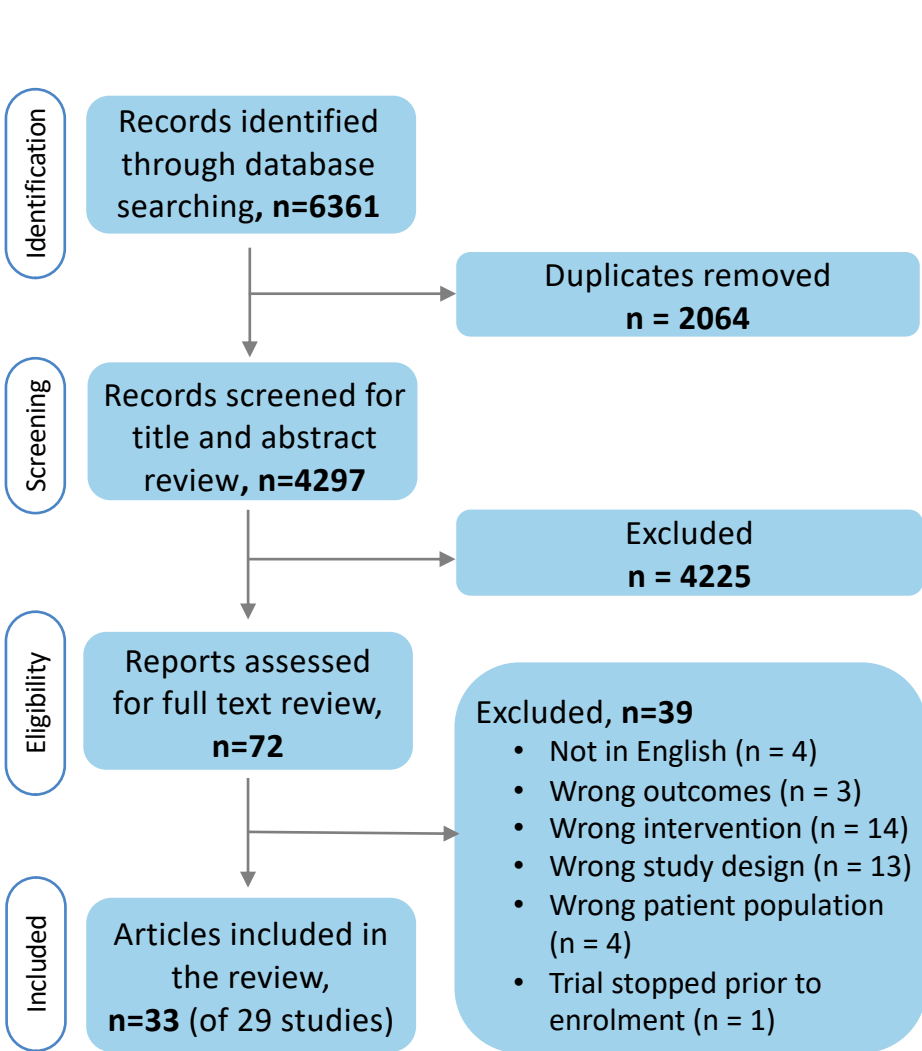 Identification
Records identified
through database
searching, n=6361
Duplicates removed
n = 2064
Screening
Records screened for
title and abstract
review, n=4297
Excluded
n = 4225
Eligibility
Reports assessed
for full text review,
n=72
Excluded, n=39
• Not in English (n = 4)
• Wrong outcomes (n = 3)
• Wrong intervention (n = 14)
• Wrong study design (n = 13)
• Wrong patient population
(n = 4)
• Trial stopped prior to
enrolment (n = 1)
Included
Articles included in
the review,
n=33 (of 29 studies)